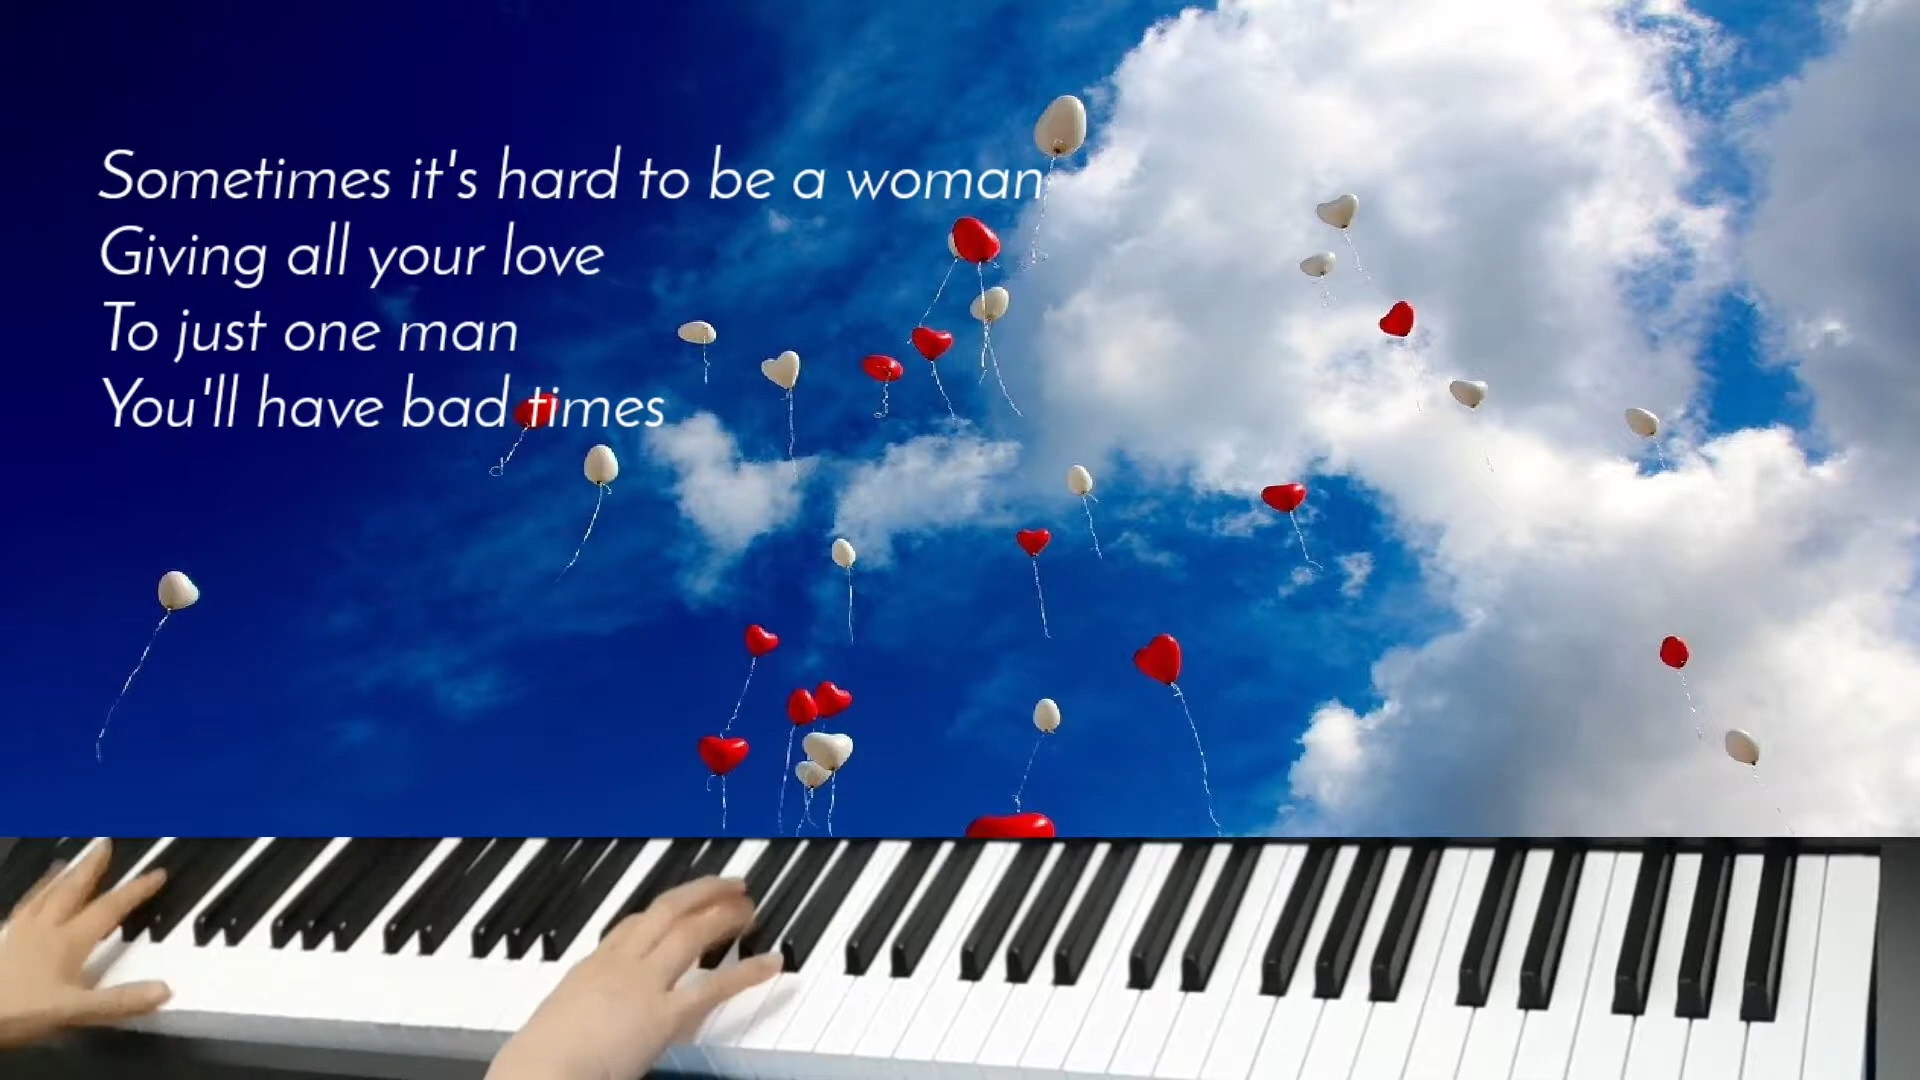 Sometimes it's hard to be a woman
Giving all your love
To just one man
You'll have bad times